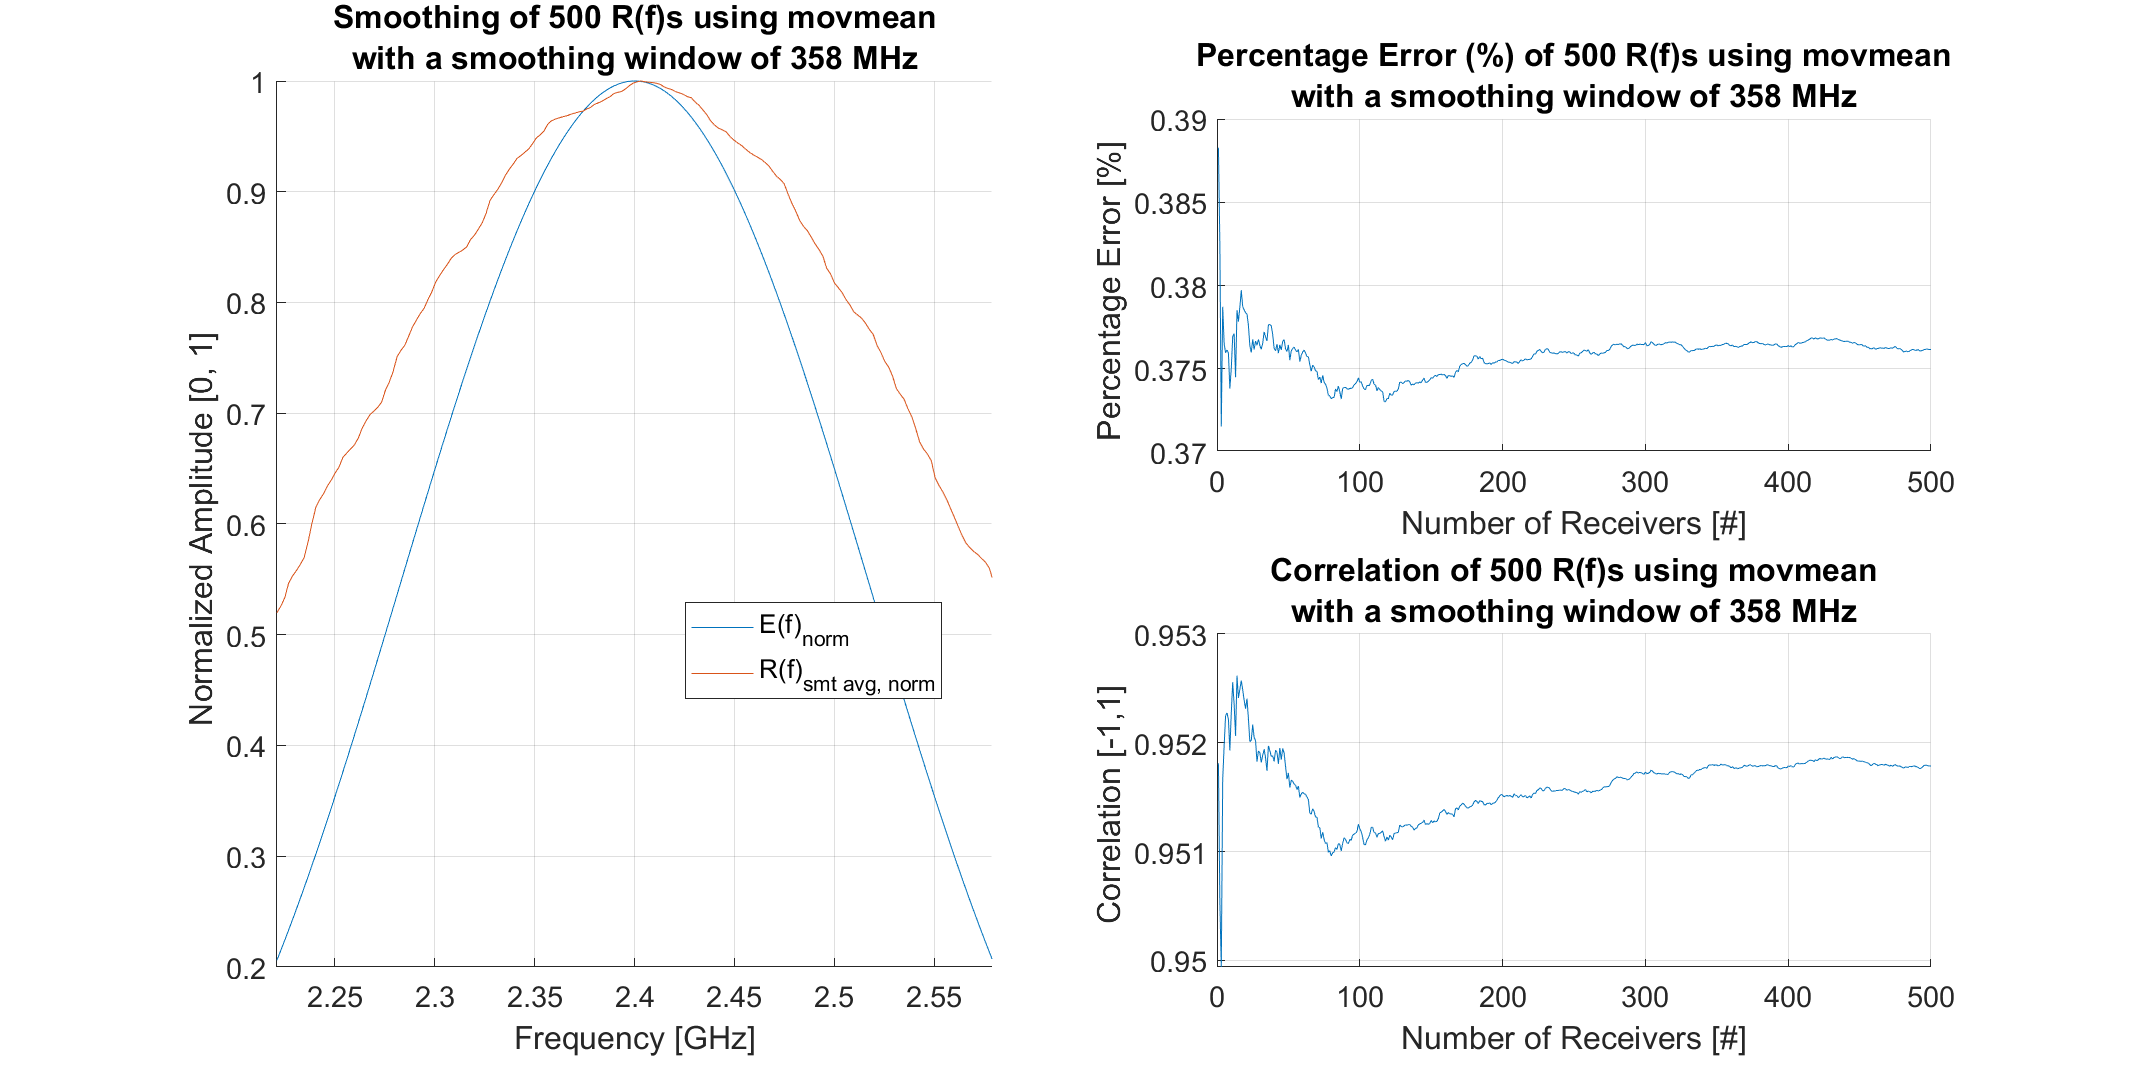 Smoothing of 500 R(f)s using movmean
with a smoothing window of 358 MHz
1
0.9
0.8
0.7
0.6
0.5
0.4
0.3
0.2
Normalized Amplitude [0, 1]
2.25 2.3 2.35 2.4 2.45 2.5 2.55
Frequency [GHz]
E(f)norm
R(f)smt avg, norm
Percentage Error (%) of 500 R(f)s using movmean
with a smoothing window of 358 MHz
0.39
0.385
0.38
0.375
0.37
Percentage Error [%]
0 100 200 300 400 500
Number of Receivers [#]
Correlation of 500 R(f)s using movmean
with a smoothing window of 358 MHz
0.953
0.952
0.951
0.95
Correlation [-1,1]
0 100 200 300 400 500
Number of Receivers [#]